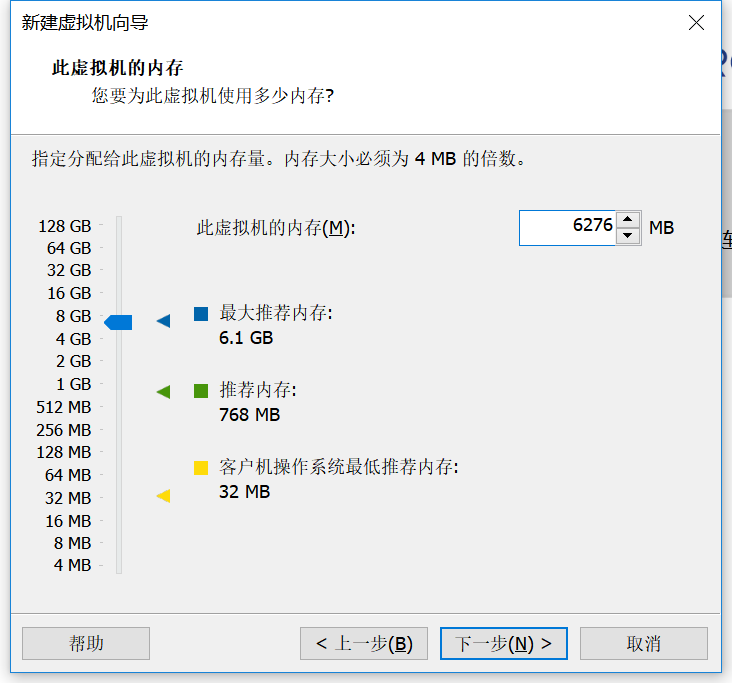 新建虚拟机向导
此虚拟机的内存
您要为此虚拟机使用多少内存?
指定分配给此虚拟机的内存量。内存大小必须为 4 MB 的倍数。
此虚拟机的内存(M): 6276 MB
128 GB
64 GB
32 GB
16 GB
8 GB
4 GB
2 GB
1 GB
512 MB
256 MB
128 MB
64 MB
32 MB
16 MB
8 MB
4 MB
最大推荐内存:
6.1 GB
推荐内存:
768 MB
客户机操作系统最低推荐内存:
32 MB
帮助
< 上一步(B)
下一步(N) >
取消